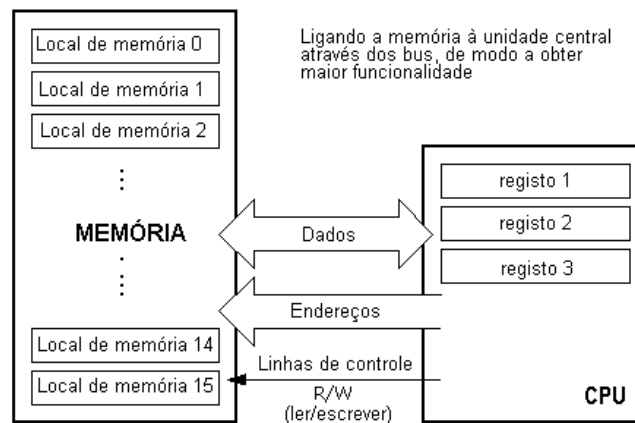 Local de memória 0
Local de memória 1
Local de memória 2
MEMÓRIA
Local de memória 14
Local de memória 15
Ligando a memória à unidade central
através dos bus, de modo a obter
maior funcionalidade
Dados
Endereços
Linhas de controle
R/W
(ler/escrever)
registo 1
registo 2
registo 3
CPU